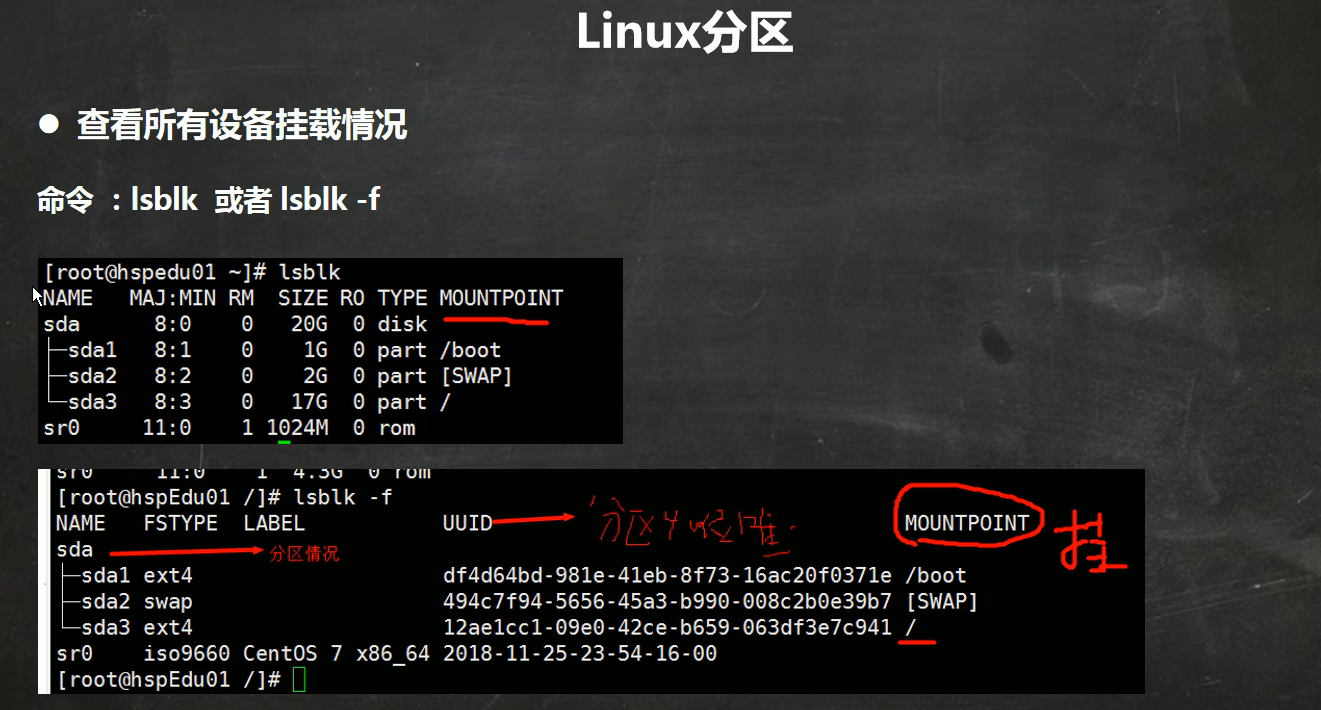 Linux分区
● 查看所有设备挂载情况
命令 ：lsblk 或者 lsblk -f
[root@hspedu01 ~]# lsblk
NAME   MAJ:MIN RM  SIZE RO TYPE MOUNTPOINT
sda      8:0    0   20G  0 disk
├─sda1   8:1    0    1G  0 part /boot
├─sda2   8:2    0    2G  0 part [SWAP]
└─sda3   8:3    0   17G  0 part /
sr0     11:0    1 1024M  0 rom
sr0     11:0    1  4.3G  0 rom
[root@hspEdu01 /]# lsblk -f
NAME   FSTYPE  LABEL           UUID 分区 MOUNTPOINT 挂
sda 分区情况
├─sda1 ext4                    df4d64bd-981e-41eb-8f73-16ac20f0371e /boot
├─sda2 swap                    494c7f94-5656-45a3-b990-008c2b0e39b7 [SWAP]
└─sda3 ext4                    12ae1cc1-09e0-42ce-b659-063df3e7c941 /
sr0    iso9660 CentOS 7 x86_64 2018-11-25-23-54-16-00
[root@hspEdu01 /]#